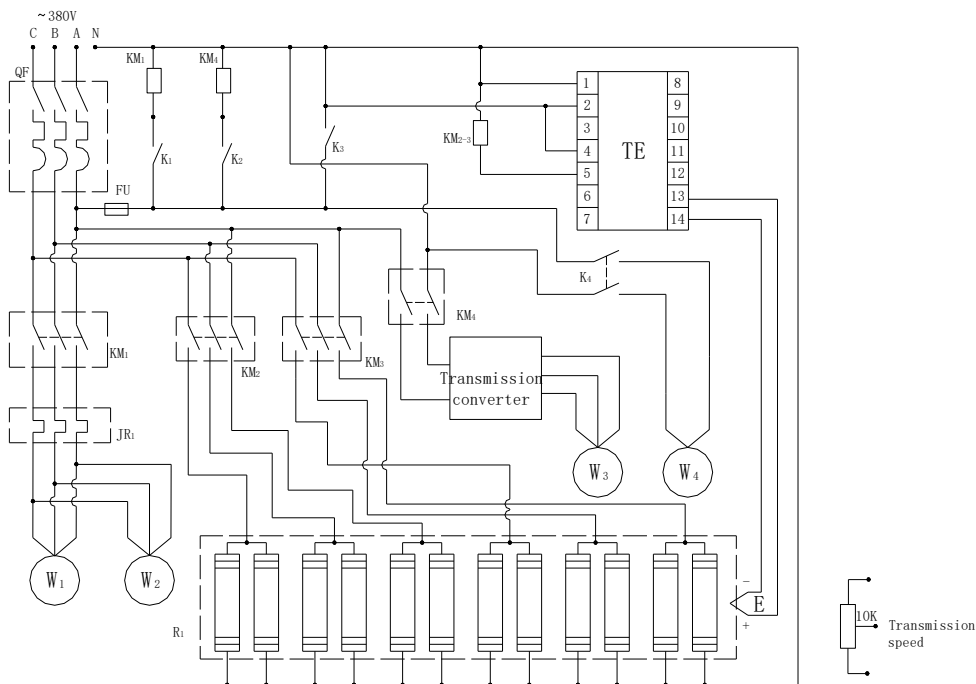 ~380V
C B A N
QF
KM₁
KM₄
K₁
K₂
K₃
FU
KM₂₋₃
1 8
2 9
3 10
4 TE 11
5 12
6 13
7 14
K₄
KM₄
KM₁
KM₂
KM₃
Transmission
converter
JR₁
W₃
W₄
W₁
W₂
R₁
−
E
+
10K
Transmission
speed